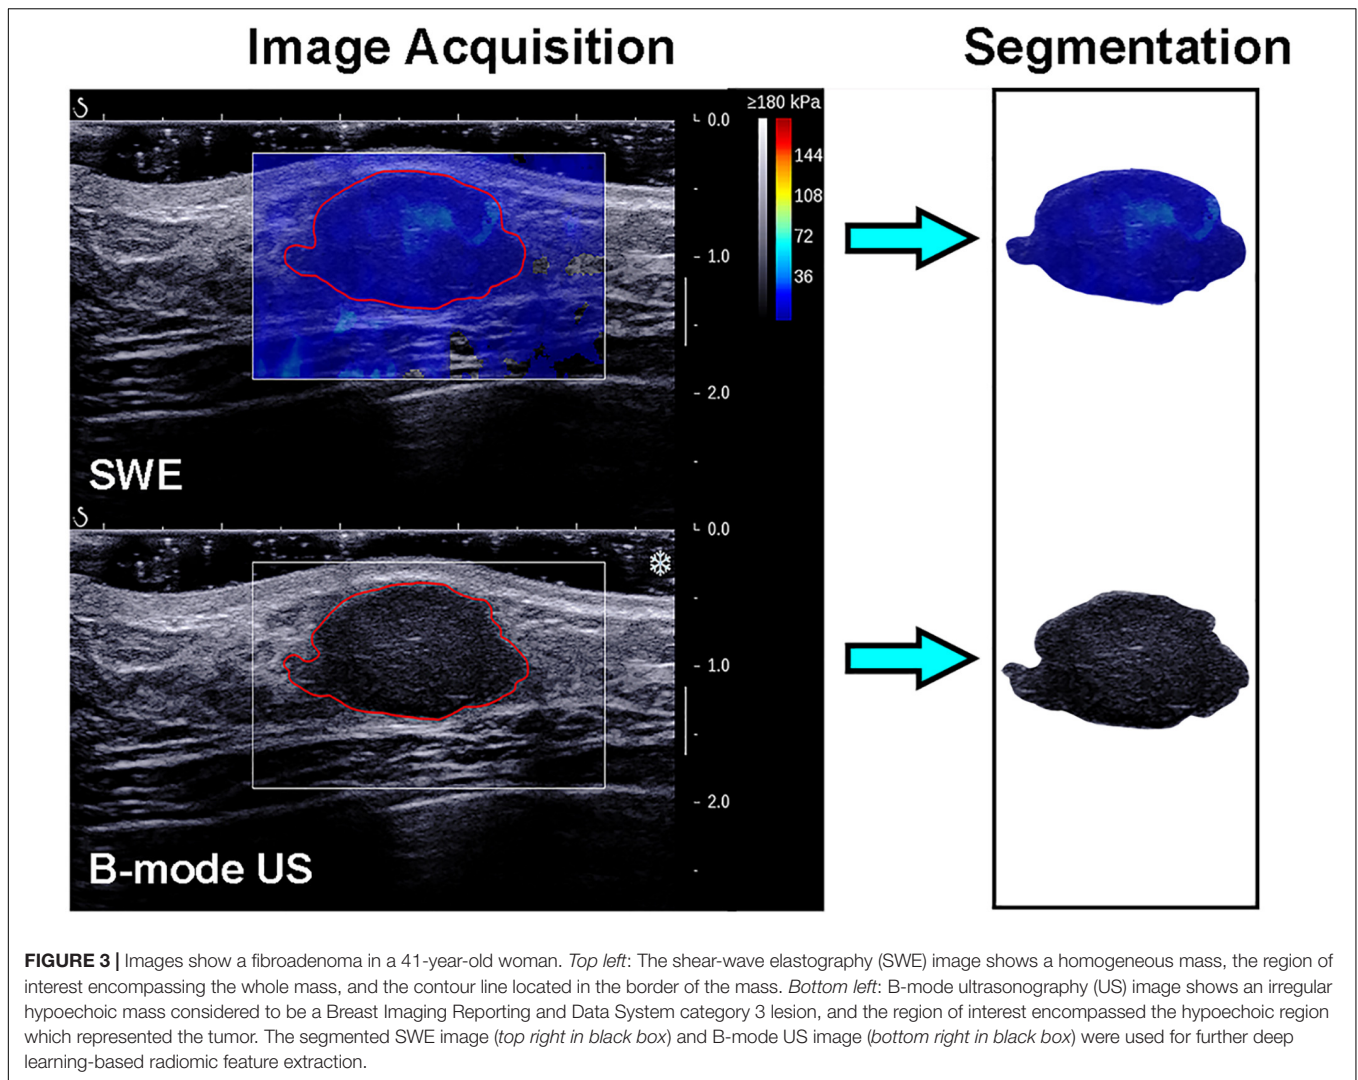 Image Acquisition
Segmentation
≥180 kPa
0.0
144
108
72
36
1.0
2.0
SWE
0.0
1.0
2.0
B-mode US
FIGURE 3 | Images show a fibroadenoma in a 41-year-old woman. Top left: The shear-wave elastography (SWE) image shows a homogeneous mass, the region of
interest encompassing the whole mass, and the contour line located in the border of the mass. Bottom left: B-mode ultrasonography (US) image shows an irregular
hypoechoic mass considered to be a Breast Imaging Reporting and Data System category 3 lesion, and the region of interest encompassed the hypoechoic region
which represented the tumor. The segmented SWE image (top right in black box) and B-mode US image (bottom right in black box) were used for further deep
learning-based radiomic feature extraction.